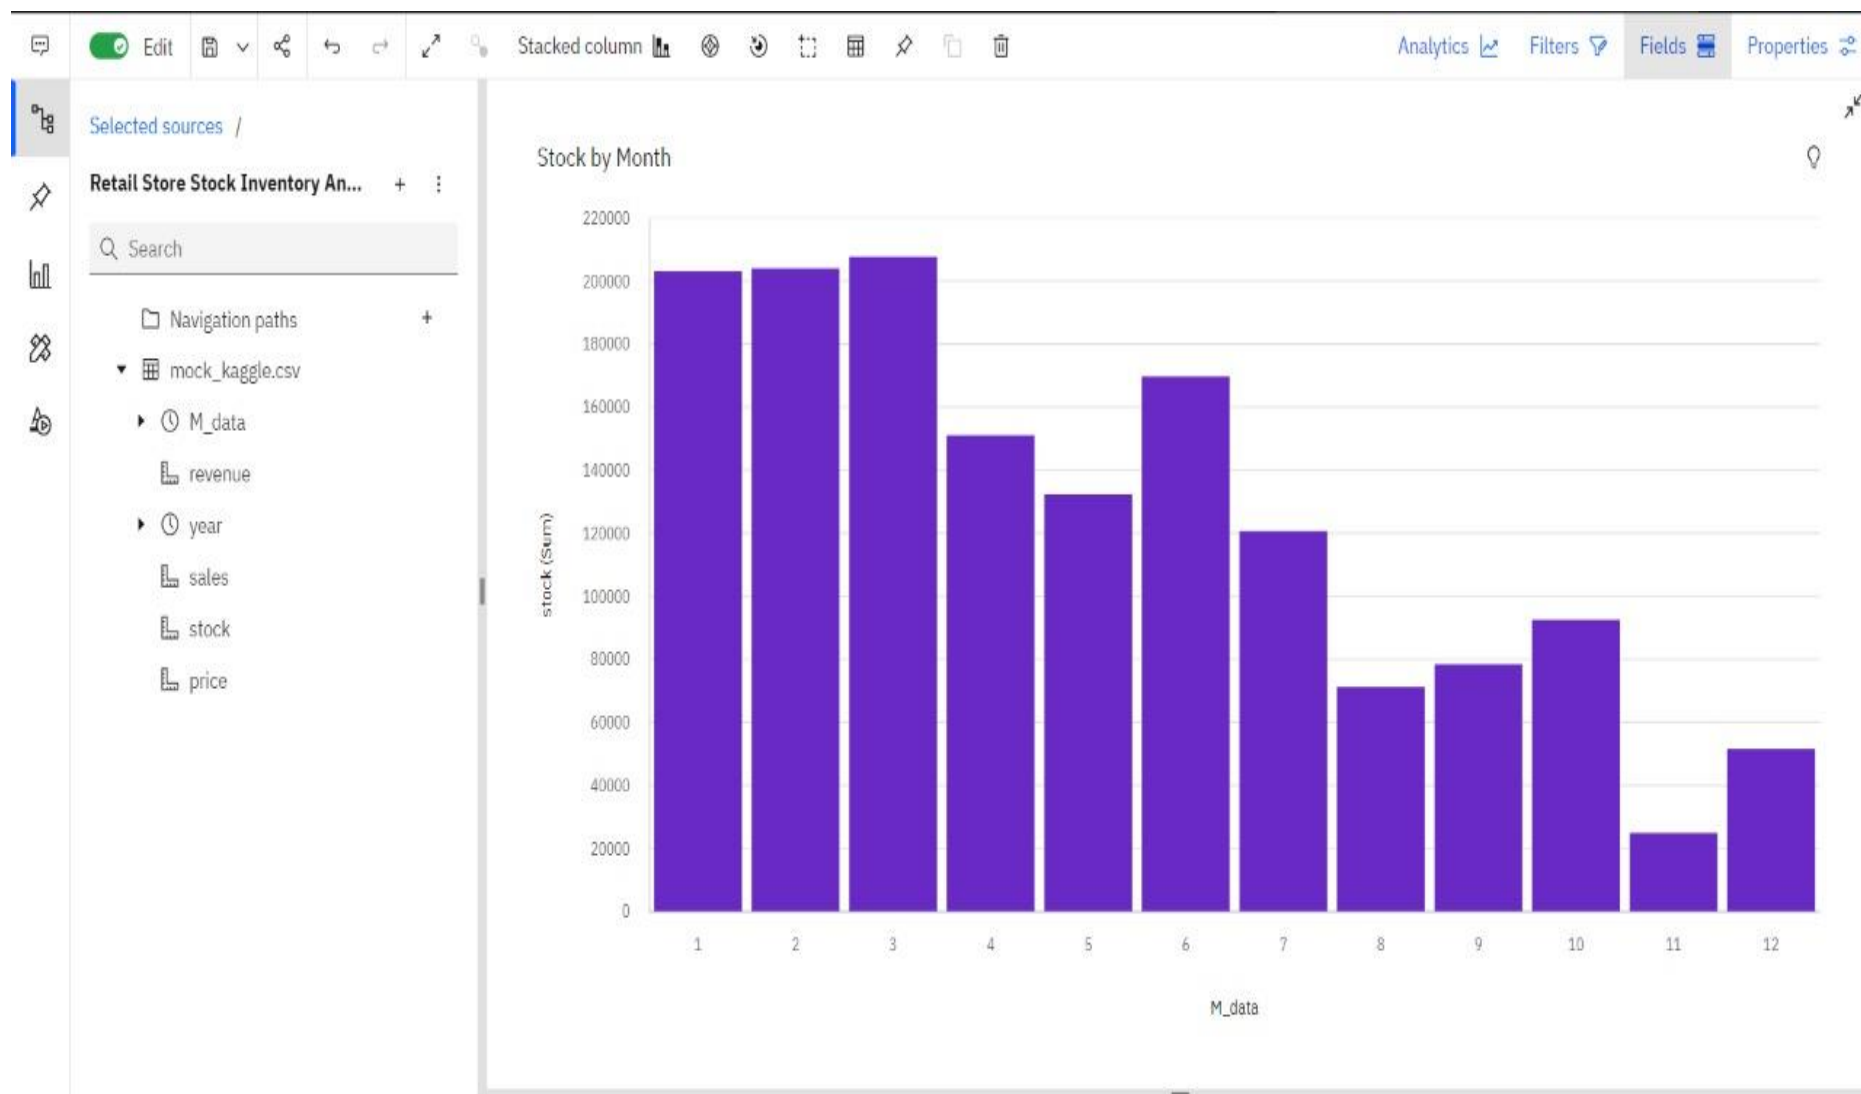 Edit
Stacked column
Analytics
Filters
Fields
Properties
Selected sources /
Retail Store Stock Inventory An...
Search
Navigation paths
mock_kaggle.csv
M_data
revenue
year
sales
stock
price
Stock by Month
220000
200000
180000
160000
140000
120000
100000
80000
60000
40000
20000
0
stock (Sum)
1 2 3 4 5 6 7 8 9 10 11 12
M_data